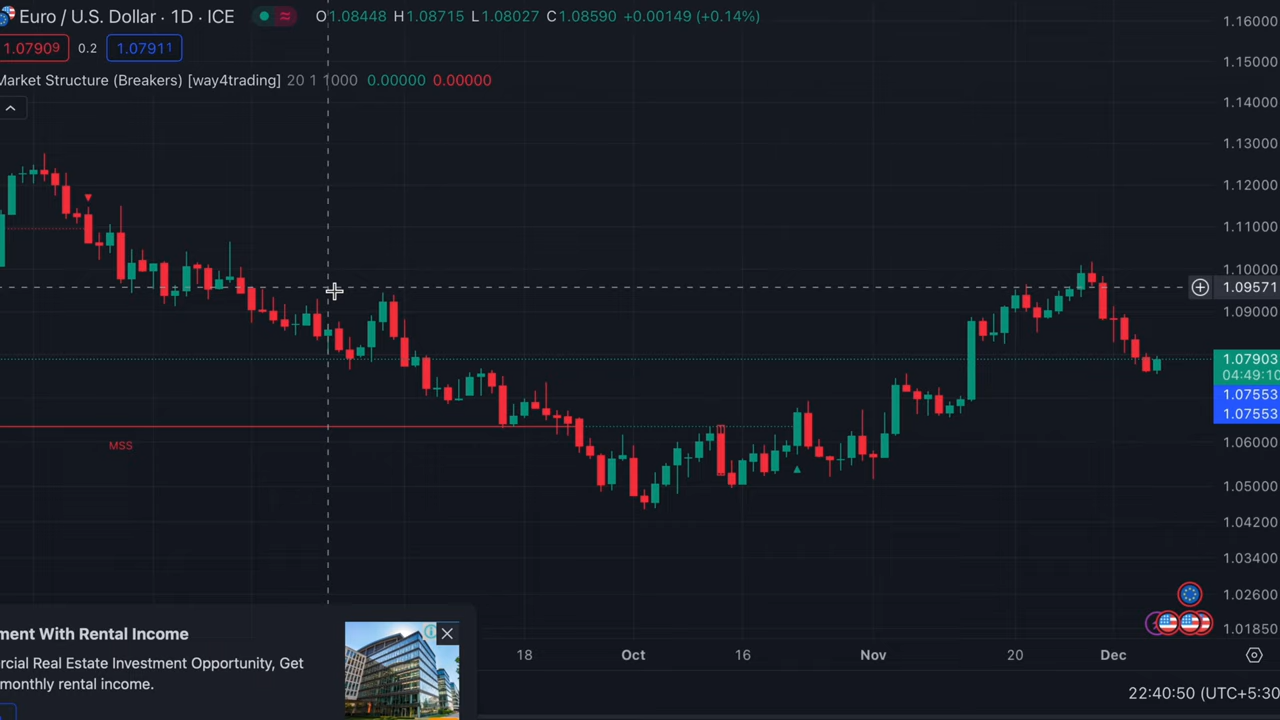 Euro / U.S. Dollar · 1D · ICE
O1.08448 H1.08715 L1.08027 C1.08590 +0.00149 (+0.14%)
1.07909 0.2 1.07911
Market Structure (Breakers) [way4trading] 20 1 1000 0.00000 0.00000
1.16000
1.15000
1.14000
1.13000
1.12000
1.11000
1.10000
1.09571
1.09000
1.07903
04:49:10
1.07553
1.07553
1.06000
1.05000
1.04200
1.03400
1.02600
1.01850
MSS
18 Oct 16 Nov 20 Dec
22:40:50 (UTC+5:30
ment With Rental Income
rcial Real Estate Investment Opportunity, Get
monthly rental income.